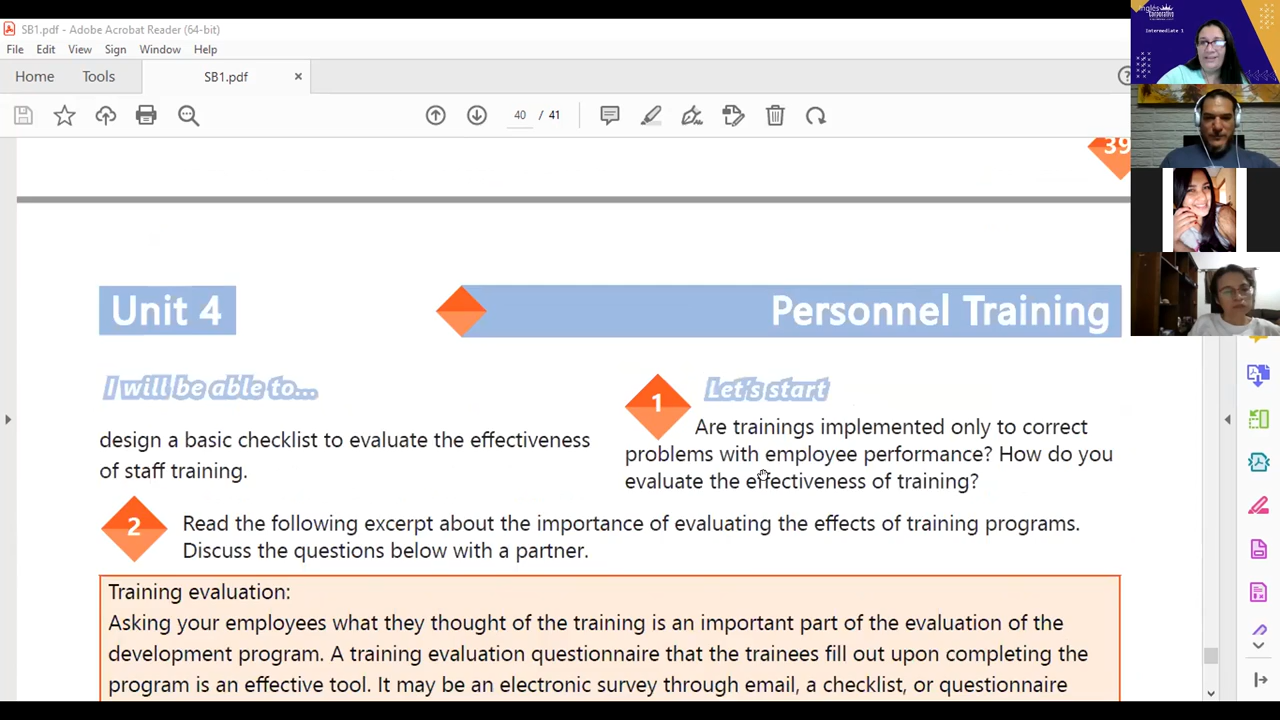 SB1.pdf - Adobe Acrobat Reader (64-bit)
File Edit View Sign Window Help
Home Tools SB1.pdf ×
40 / 41
39
Unit 4
Personnel Training
I will be able to...
design a basic checklist to evaluate the effectiveness
of staff training.
1
Let's start
Are trainings implemented only to correct
problems with employee performance? How do you
evaluate the effectiveness of training?
2
Read the following excerpt about the importance of evaluating the effects of training programs.
Discuss the questions below with a partner.
Training evaluation:
Asking your employees what they thought of the training is an important part of the evaluation of the
development program. A training evaluation questionnaire that the trainees fill out upon completing the
program is an effective tool. It may be an electronic survey through email, a checklist, or questionnaire
inglés
corporativo
Intermediate 1